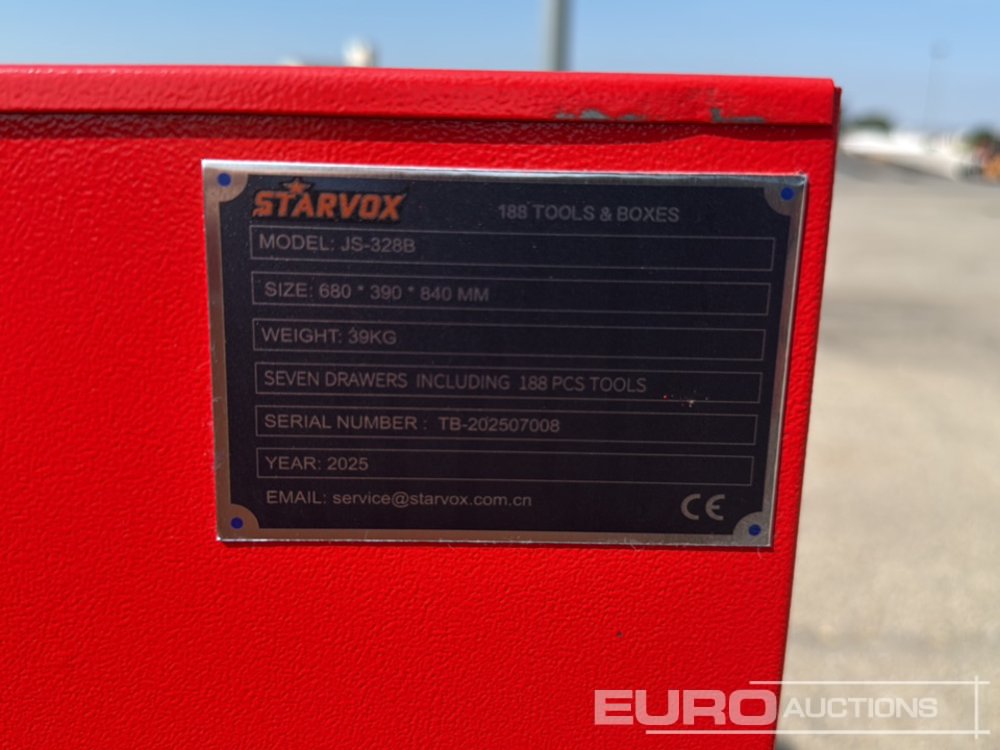 STARVOX 188 TOOLS & BOXES
MODEL: JS-328B
SIZE: 680 * 390 * 840 MM
WEIGHT: 39KG
SEVEN DRAWERS INCLUDING 188 PCS TOOLS
SERIAL NUMBER : TB-202507008
YEAR: 2025
EMAIL: service@starvox.com.cn CE
EURO AUCTIONS